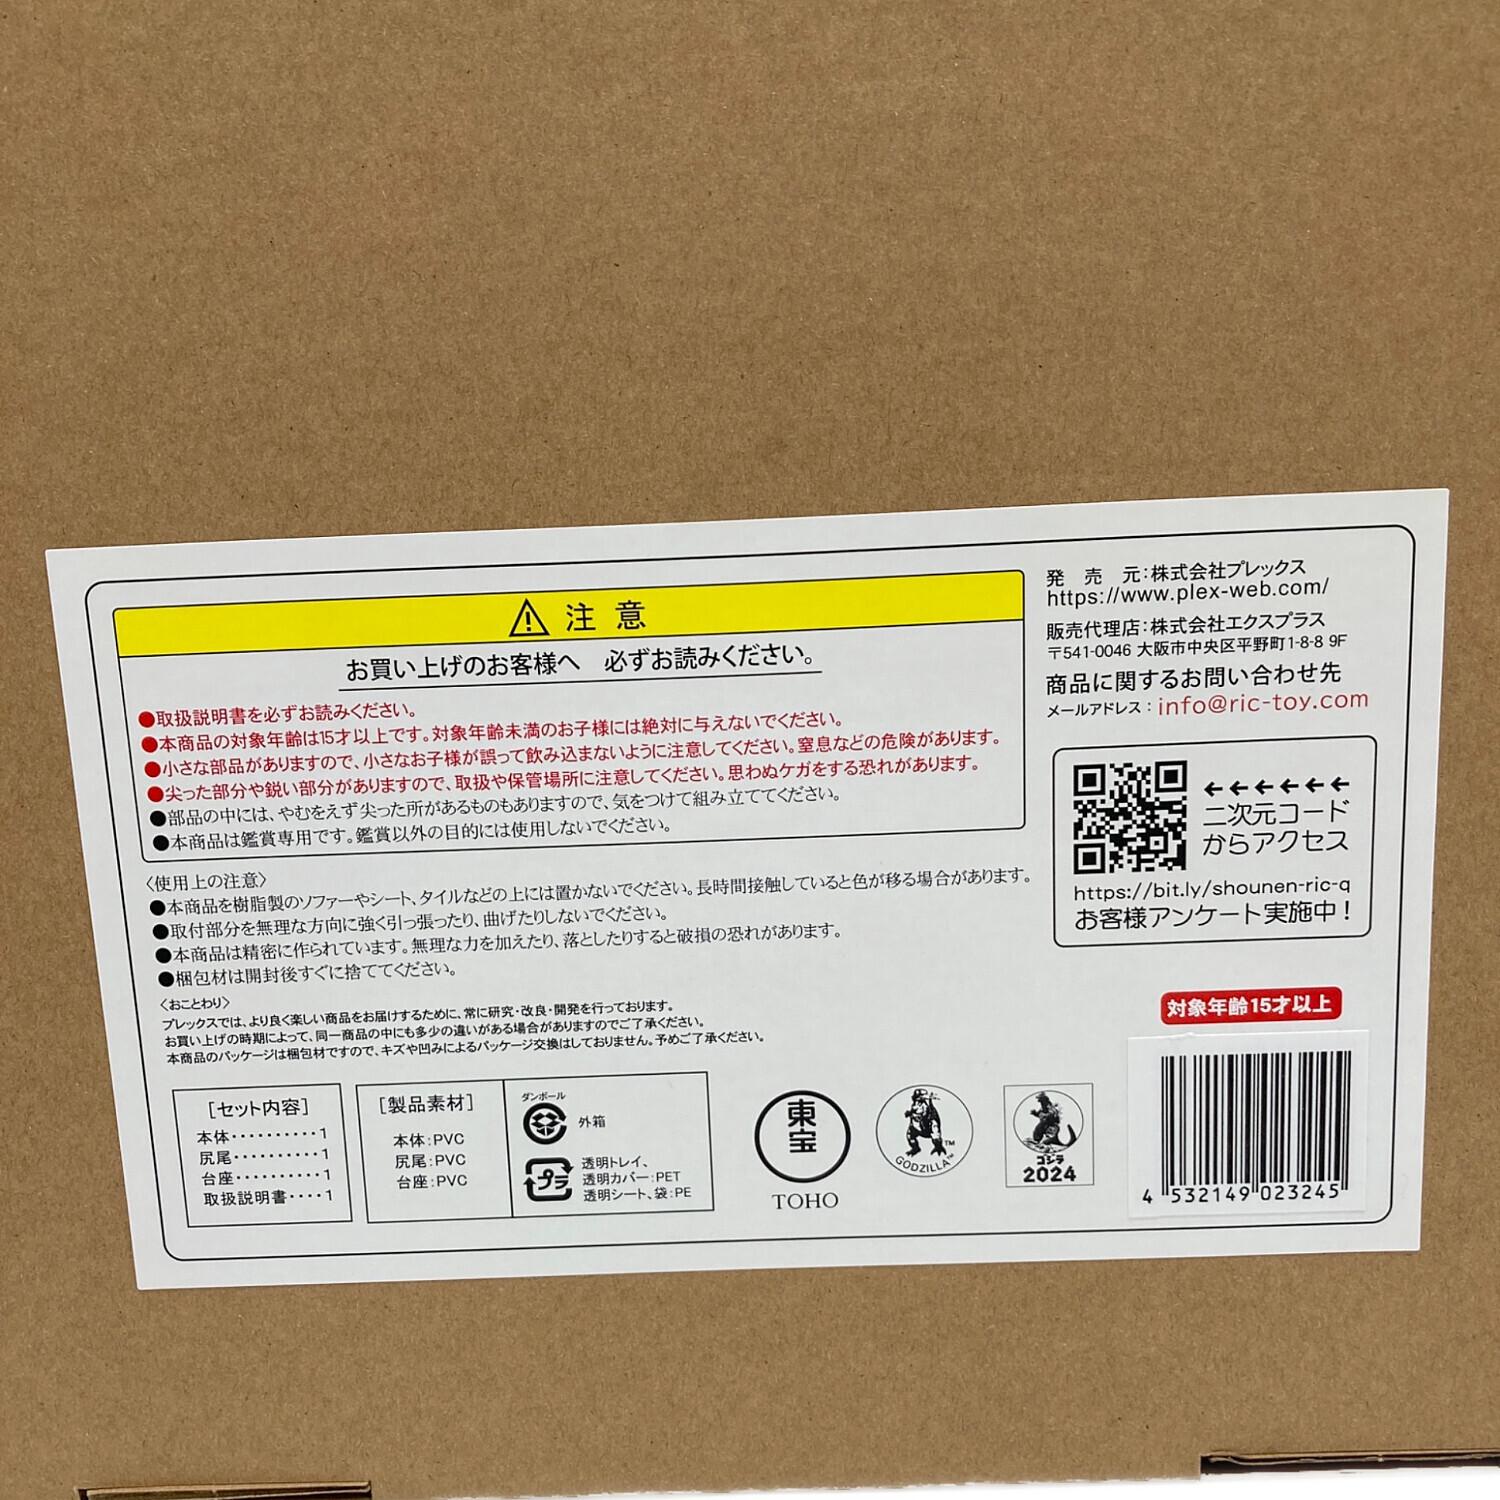 注意
お買い上げのお客様へ 必ずお読みください。
●取扱説明書を必ずお読みください。
●本商品の対象年齢は15才以上です。対象年齢未満のお子様には絶対に与えないでください。
●小さな部品がありますので、小さなお子様が誤って飲み込まないように注意してください。窒息などの危険があります。
●尖った部分や鋭い部分がありますので、取扱や保管場所に注意してください。思わぬケガをする恐れがあります。
●部品の中には、やむをえず尖った所があるものもありますので、気をつけて組み立ててください。
●本商品は鑑賞専用です。鑑賞以外の目的には使用しないでください。
〈使用上の注意〉
●本商品を樹脂製のソファーやシート、タイルなどの上には置かないでください。長時間接触していると色が移る場合があります。
●取付部分を無理な方向に強く引っ張ったり、曲げたりしないでください。
●本商品は精密に作られています。無理な力を加えたり、落としたりすると破損の恐れがあります。
●梱包材は開封後すぐに捨ててください。
〈おことわり〉
プレックスでは、より良く楽しい商品をお届けするために、常に研究・改良・開発を行っております。
お買い上げの時期によって、同一商品の中にも多少の違いがある場合がありますのでご了承ください。
本商品のパッケージは梱包材ですので、キズや凹みによるパッケージ交換はしておりません。予めご了承ください。
[セット内容]
本体‥‥‥‥‥1
尻尾‥‥‥‥‥1
台座‥‥‥‥‥1
取扱説明書‥‥1
[製品素材]
本体:PVC
尻尾:PVC
台座:PVC
ダンボール
外箱
プラ
透明トレイ、
透明カバー:PET
透明シート、袋:PE
東宝
TOHO
GODZILLA™
TM
ゴジラ
2024
発売元:株式会社プレックス
https://www.plex-web.com/
販売代理店:株式会社エクスプラス
〒541-0046 大阪市中央区平野町1-8-8 9F
商品に関するお問い合わせ先
メールアドレス:info@ric-toy.com
←←←←←←
二次元コード
からアクセス
https://bit.ly/shounen-ric-q
お客様アンケート実施中!
対象年齢15才以上
4 532149 023245